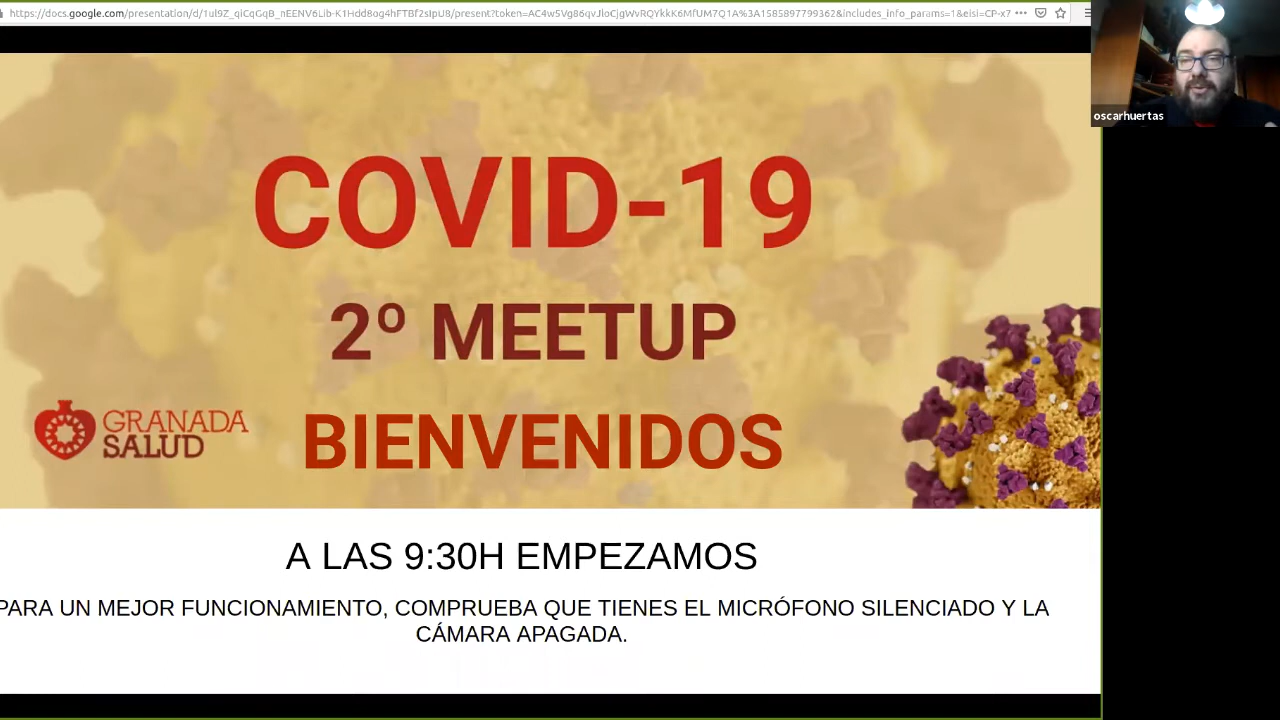 COVID-19
2º MEETUP
GRANADA
SALUD
BIENVENIDOS
A LAS 9:30H EMPEZAMOS
PARA UN MEJOR FUNCIONAMIENTO, COMPRUEBA QUE TIENES EL MICRÓFONO SILENCIADO Y LA
CÁMARA APAGADA.
oscarhuertas